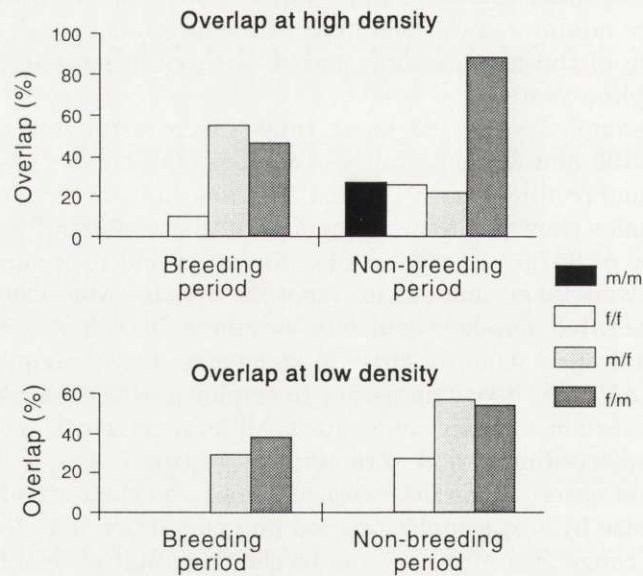 Overlap at high density
Overlap (%)
100
80
60
40
20
0
Breeding period
Non-breeding period
m/m
f/f
m/f
f/m
Overlap at low density
Overlap (%)
60
40
20
0
Breeding period
Non-breeding period